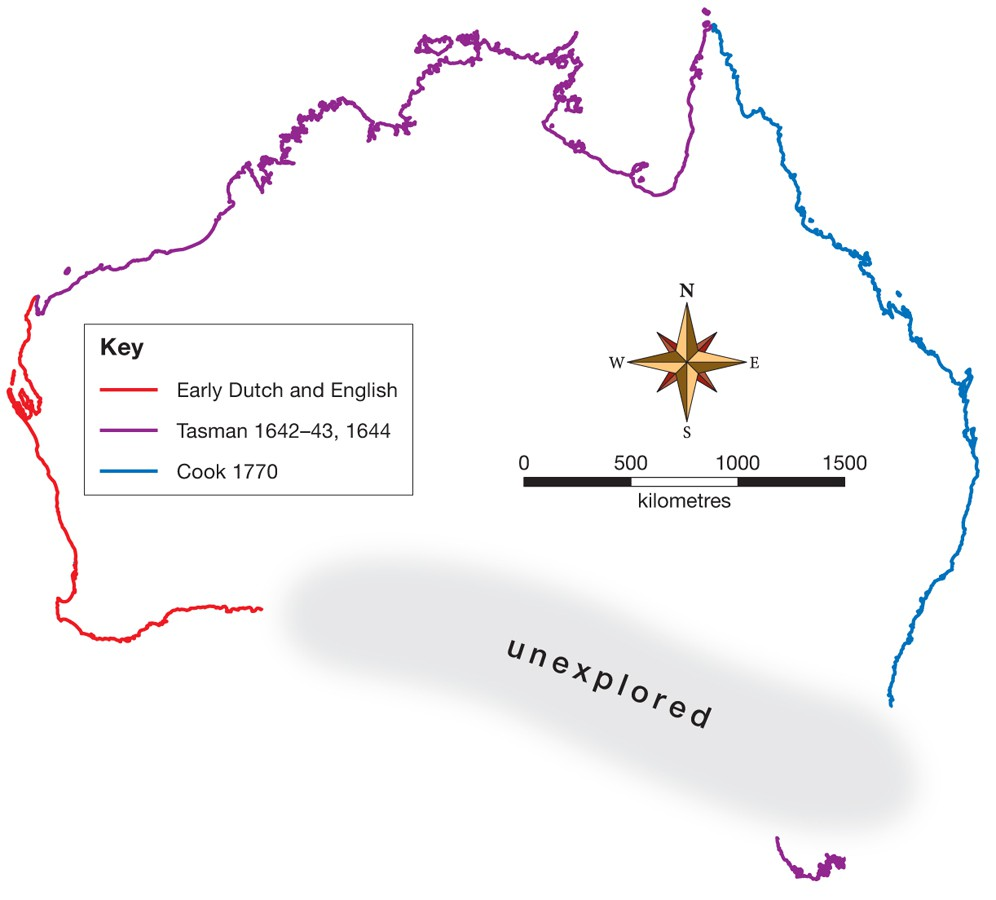 N
W E
S
Key
Early Dutch and English
Tasman 1642–43, 1644
Cook 1770
0 500 1000 1500
kilometres
unexplored